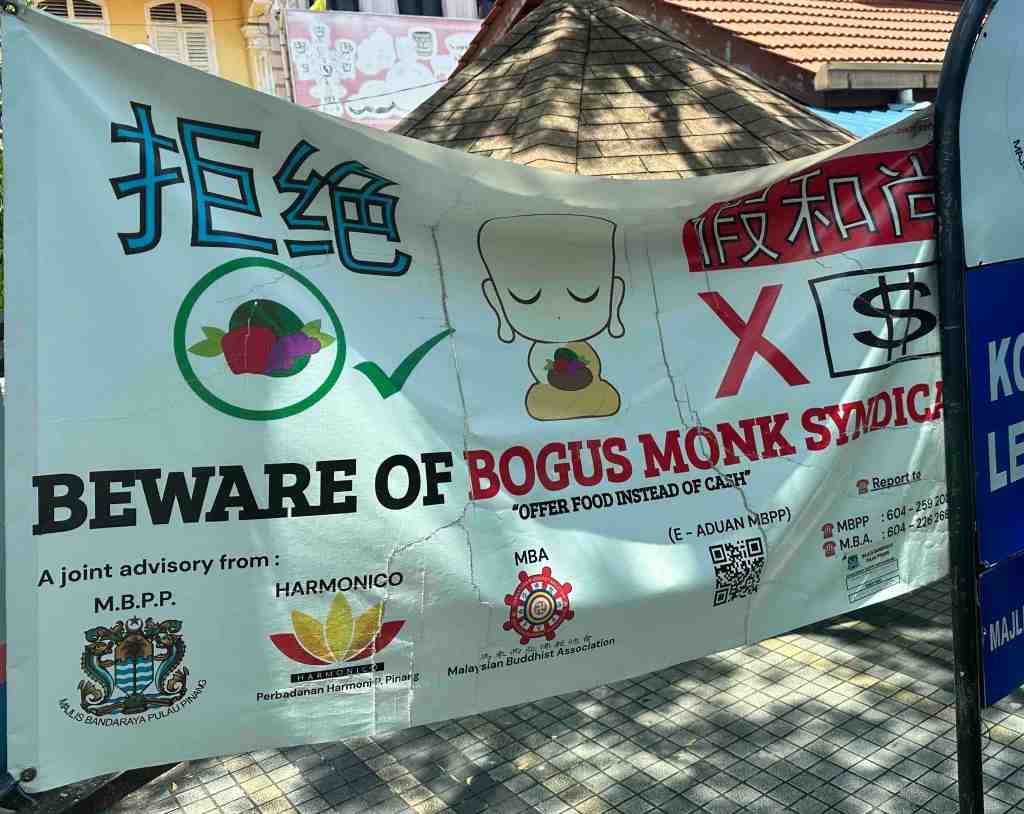 拒绝
假和尚
$
X
BEWARE OF BOGUS MONK SYNDICA
"OFFER FOOD INSTEAD OF CASH"
Report to
(E - ADUAN MBPP)
MBPP : 604 - 259 20
M.B.A. : 604 - 226 26
A joint advisory from :
M.B.P.P.
MAJLIS BANDARAYA PULAU PINANG
HARMONICO
HARMONICO
Perbadanan Harmoni P. Pinang
MBA
Malaysian Buddhist Association
KO
LE
MAJL